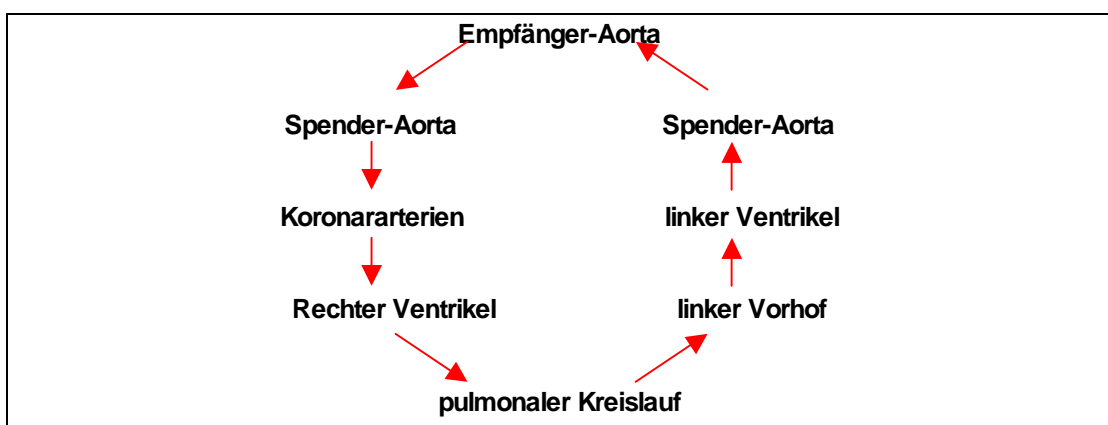 Empfänger-Aorta
Spender-Aorta Spender-Aorta
Koronararterien linker Ventrikel
Rechter Ventrikel linker Vorhof
pulmonaler Kreislauf